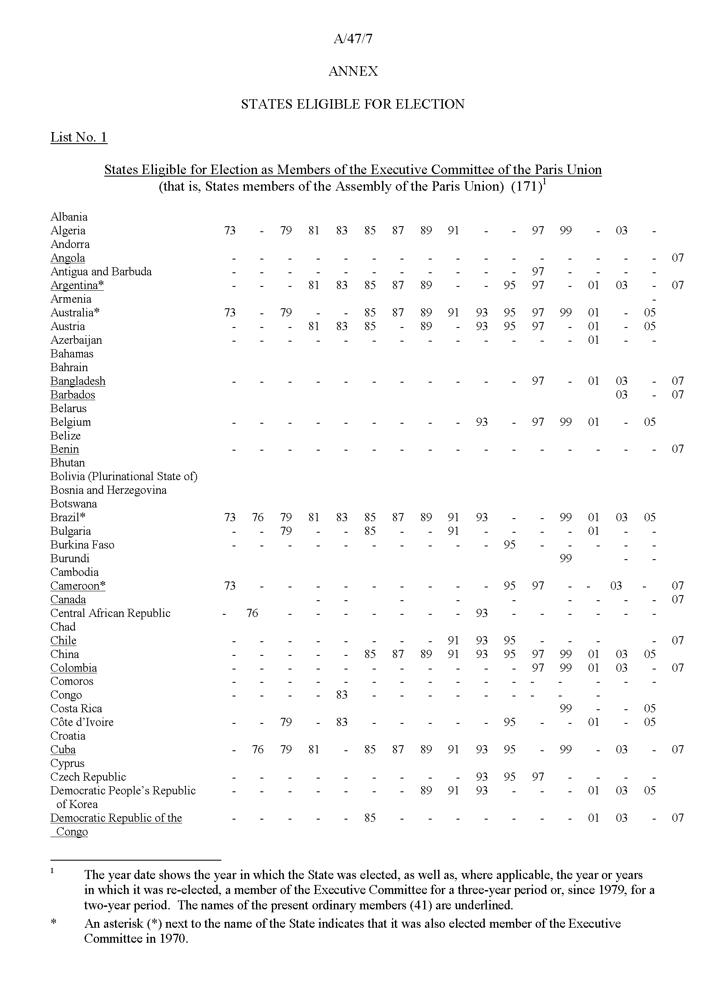 A/47/7
ANNEX
STATES ELIGIBLE FOR ELECTION
List No. 1
States Eligible for Election as Members of the Executive Committee of the Paris Union
(that is, States members of the Assembly of the Paris Union) (171)1
Albania
Algeria 73 - 79 81 83 85 87 89 91 - - 97 99 - 03 -
Andorra
Angola - - - - - - - - - - - - - - - - 07
Antigua and Barbuda - - - - - - - - - - - 97 - - - -
Argentina* - - - 81 83 85 87 89 - - 95 97 - 01 03 - 07
Armenia -
Australia* 73 - 79 - - 85 87 89 91 93 95 97 99 01 - 05
Austria - - - 81 83 85 - 89 - 93 95 97 - 01 - 05
Azerbaijan - - - - - - - - - - - - - 01 - -
Bahamas
Bahrain
Bangladesh - - - - - - - - - - - 97 - 01 03 - 07
Barbados 03 - 07
Belarus
Belgium - - - - - - - - - 93 - 97 99 01 - 05
Belize
Benin - - - - - - - - - - - - - - - - 07
Bhutan
Bolivia (Plurinational State of)
Bosnia and Herzegovina
Botswana
Brazil* 73 76 79 81 83 85 87 89 91 93 - - 99 01 03 05
Bulgaria - - 79 - - 85 - - 91 - - - - 01 - -
Burkina Faso - - - - - - - - - - 95 - - - - -
Burundi 99 - -
Cambodia
Cameroon* 73 - - - - - - - - - 95 97 - - 03 - 07
Canada - - - - - - - - - 07
Central African Republic - 76 - - - - - - - 93 - - - - - -
Chad
Chile - - - - - - - - 91 93 95 - - - - 07
China - - - - - 85 87 89 91 93 95 97 99 01 03 05
Colombia - - - - - - - - - - - 97 99 01 03 - 07
Comoros - - - - - - - - - - - - - - - -
Congo - - - - 83 - - - - - - - - -
Costa Rica 99 - - 05
Côte d’Ivoire - - 79 - 83 - - - - - 95 - - 01 - 05
Croatia
Cuba - 76 79 81 - 85 87 89 91 93 95 - 99 - 03 - 07
Cyprus
Czech Republic - - - - - - - - - 93 95 97 - - - -
Democratic People’s Republic - - - - - - - 89 91 93 - - - 01 03 05
of Korea
Democratic Republic of the - - - - - 85 - - - - - - - 01 03 - 07
Congo
1 The year date shows the year in which the State was elected, as well as, where applicable, the year or years
in which it was re-elected, a member of the Executive Committee for a three-year period or, since 1979, for a
two-year period. The names of the present ordinary members (41) are underlined.
* An asterisk (*) next to the name of the State indicates that it was also elected member of the Executive
Committee in 1970.